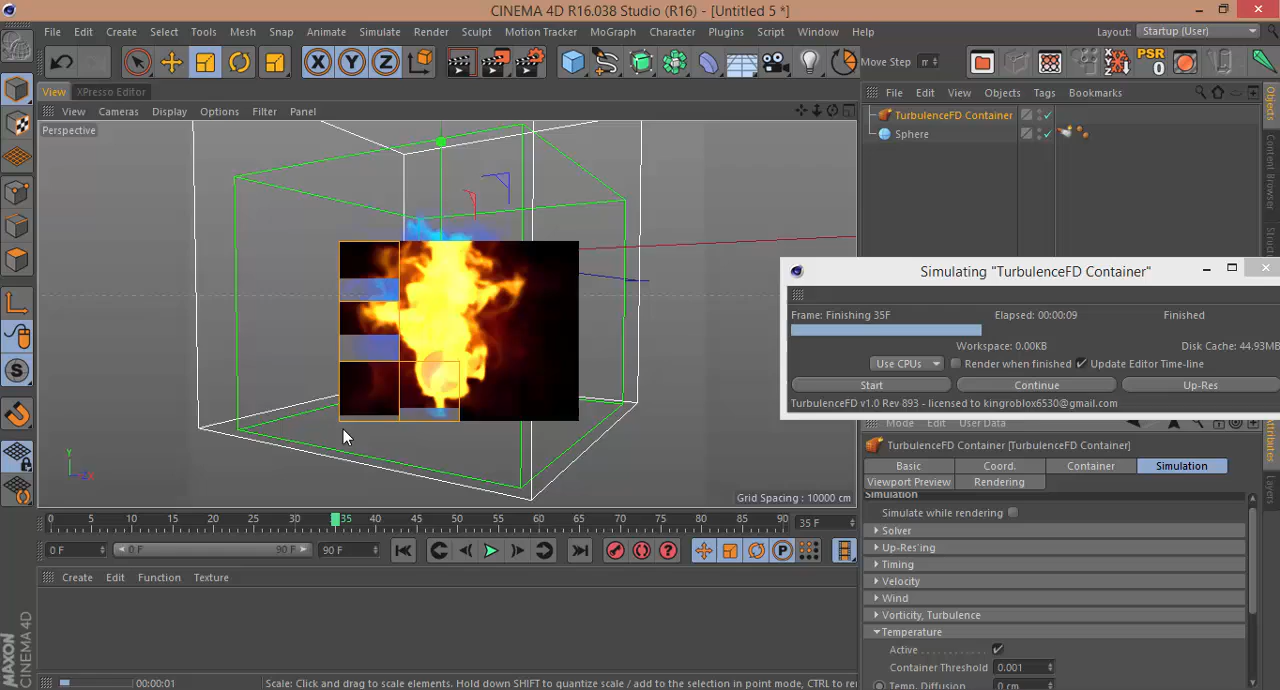 CINEMA 4D R16.038 Studio (R16) - [Untitled 5 *]
File Edit Create Select Tools Mesh Snap Animate Simulate Render Sculpt Motion Tracker MoGraph Character Plugins Script Window Help
Layout: Startup (User)
X Y Z
Move Step
PSR
0
View XPresso Editor
View Cameras Display Options Filter Panel
Perspective
File Edit View Objects Tags Bookmarks
TurbulenceFD Container
Sphere
Objects
Content Browser
Simulating "TurbulenceFD Container"
Frame: Finishing 35F Elapsed: 00:00:09 Finished
Workspace: 0.00KB Disk Cache: 44.93MB
Use CPUs Render when finished Update Editor Time-line
Start Continue Up-Res
TurbulenceFD v1.0 Rev 893 - licensed to kingroblox6530@gmail.com
Mode Edit User Data
TurbulenceFD Container [TurbulenceFD Container]
Basic Coord. Container Simulation
Viewport Preview Rendering
Simulation
Simulate while rendering
Solver
Up-Res'ing
Timing
Velocity
Wind
Vorticity, Turbulence
Temperature
Active
Container Threshold 0.001
Temp. Diffusion 0 cm
Attributes
Layers
Y
Grid Spacing : 10000 cm
0 5 10 15 20 25 30 35 40 45 50 55 60 65 70 75 80 85 90 35 F
0 F 0 F 90 F 90 F
P
Create Edit Function Texture
MAXON
CINEMA 4D
00:00:01 Scale: Click and drag to scale elements. Hold down SHIFT to quantize scale / add to the selection in point mode, CTRL to re